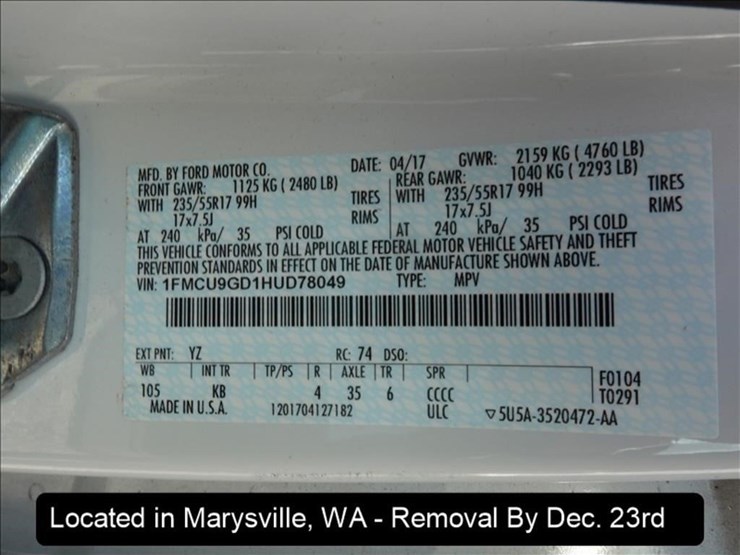 MFD. BY FORD MOTOR CO. DATE: 04/17 GVWR: 2159 KG ( 4760 LB)
FRONT GAWR: 1125 KG ( 2480 LB) REAR GAWR: 1040 KG ( 2293 LB)
WITH 235/55R17 99H TIRES WITH 235/55R17 99H TIRES
17x7.5J RIMS 17x7.5J RIMS
AT 240 kPa/ 35 PSI COLD AT 240 kPa/ 35 PSI COLD
THIS VEHICLE CONFORMS TO ALL APPLICABLE FEDERAL MOTOR VEHICLE SAFETY AND THEFT
PREVENTION STANDARDS IN EFFECT ON THE DATE OF MANUFACTURE SHOWN ABOVE.
VIN: 1FMCU9GD1HUD78049 TYPE: MPV
EXT PNT: YZ RC: 74 DSO:
WB INT TR TP/PS R AXLE TR SPR F0104
105 KB 4 35 6 CCCC T0291
MADE IN U.S.A. 1201704127182 ULC ▽5U5A-3520472-AA
Located in Marysville, WA - Removal By Dec. 23rd